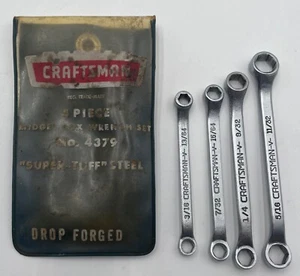 CRAFTSMAN
PIECE
No. 4379
"SUPER-TUFF" STEEL
DROP FORGED
3/16 CRAFTSMAN-V- 13/64
7/32 CRAFTSMAN-V- 15/64
1/4 CRAFTSMAN-V- 9/32
5/16 CRAFTSMAN-V- 11/32